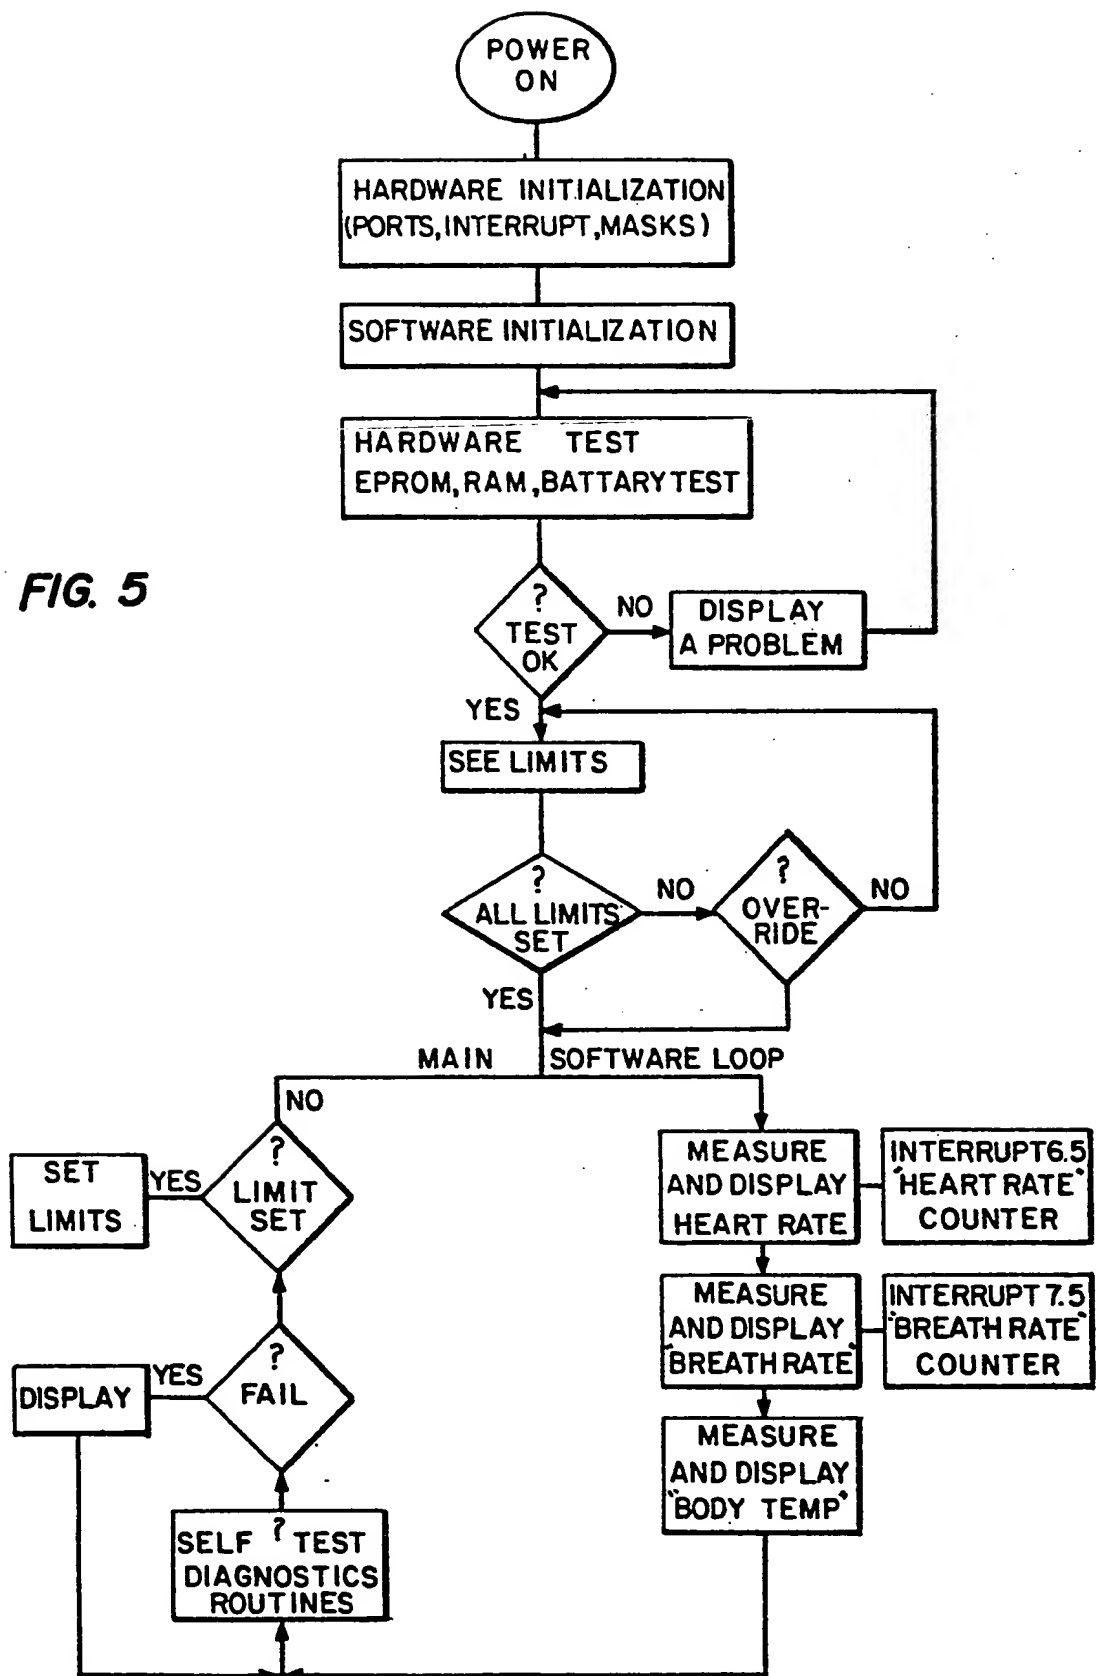 POWER
ON
HARDWARE INITIALIZATION
(PORTS,INTERRUPT,MASKS)
SOFTWARE INITIALIZATION
HARDWARE TEST
EPROM,RAM,BATTARY TEST
FIG. 5
?
TEST
OK
NO
DISPLAY
A PROBLEM
YES
SEE LIMITS
?
ALL LIMITS
SET
NO
?
OVER-
RIDE
NO
YES
MAIN SOFTWARE LOOP
NO
?
LIMIT
SET
YES
SET
LIMITS
MEASURE
AND DISPLAY
HEART RATE
INTERRUPT 6.5
"HEART RATE"
COUNTER
MEASURE
AND DISPLAY
"BREATH RATE"
INTERRUPT 7.5
"BREATH RATE"
COUNTER
?
FAIL
YES
DISPLAY
MEASURE
AND DISPLAY
"BODY TEMP"
SELF ? TEST
DIAGNOSTICS
ROUTINES